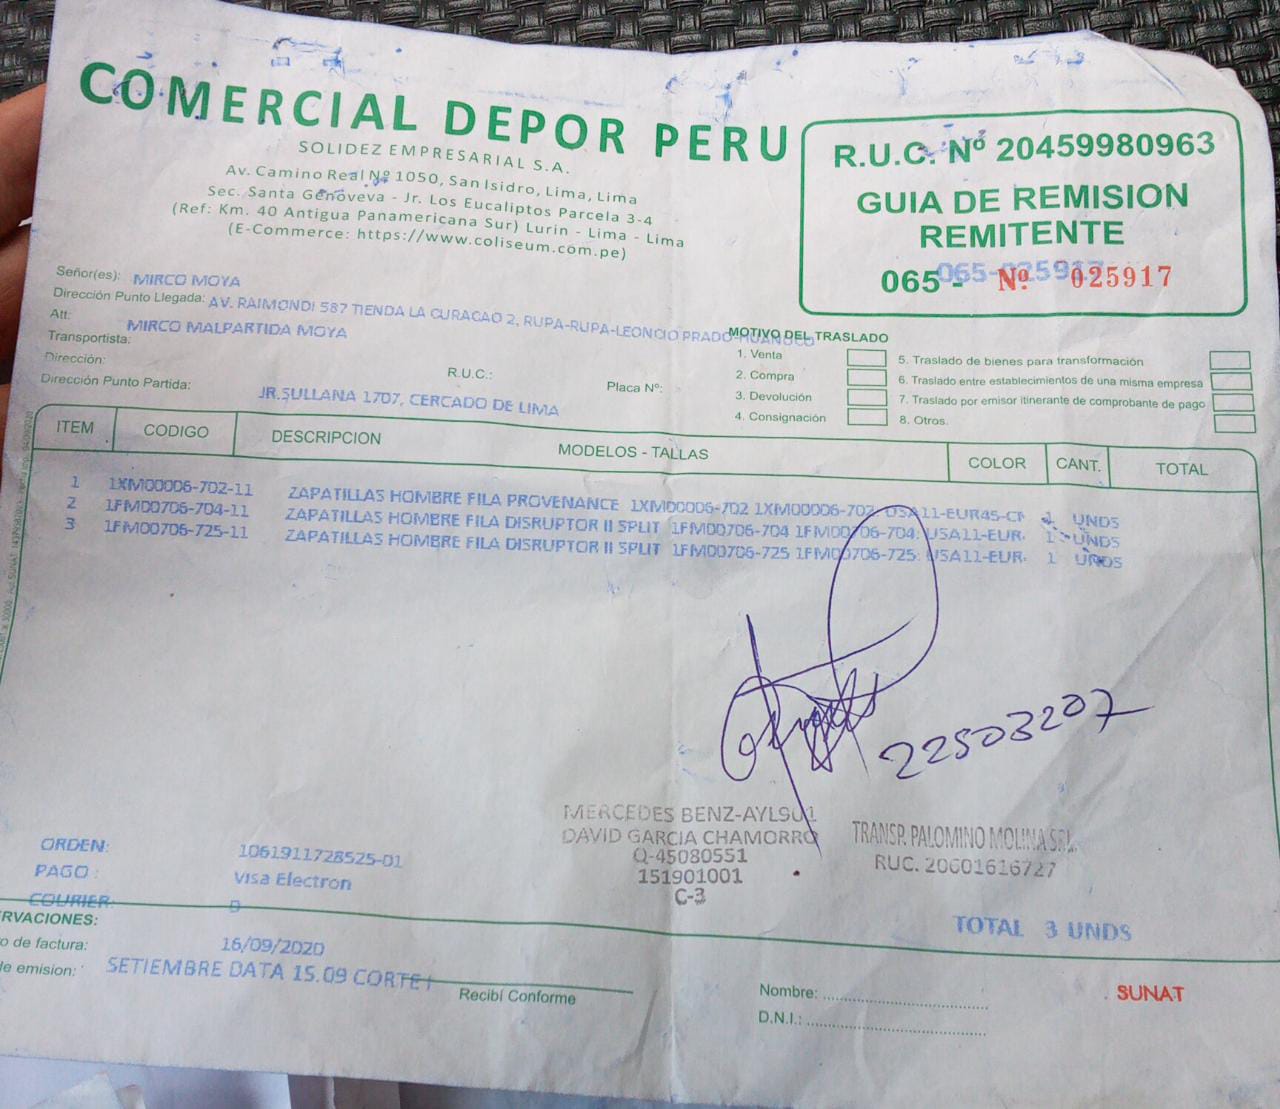 COMERCIAL DEPOR PERU
SOLIDEZ EMPRESARIAL S.A.
Av. Camino Real Nº 1050, San Isidro, Lima, Lima
Sec. Santa Genoveva - Jr. Los Eucaliptos Parcela 3-4
(Ref: Km. 40 Antigua Panamericana Sur) Lurin - Lima - Lima
(E-Commerce: https://www.coliseum.com.pe)
R.U.C. Nº 20459980963
GUIA DE REMISION
REMITENTE
065 - Nº 025917
065-025917
Señor(es): MIRCO MOYA
Dirección Punto Llegada: AV. RAIMONDI 587 TIENDA LA CURACAO 2, RUPA-RUPA-LEONCIO PRADO-HUANUCO
Att: MIRCO MALPARTIDA MOYA
Transportista:
Dirección: R.U.C.: Placa Nº:
Dirección Punto Partida: JR.SULLANA 1707, CERCADO DE LIMA
MOTIVO DEL TRASLADO
1. Venta
2. Compra
3. Devolución
4. Consignación
5. Traslado de bienes para transformación
6. Traslado entre establecimientos de una misma empresa
7. Traslado por emisor itinerante de comprobante de pago
8. Otros.
ITEM CODIGO DESCRIPCION MODELOS - TALLAS COLOR CANT. TOTAL
1 1XM00006-702-11 ZAPATILLAS HOMBRE FILA PROVENANCE 1XM00006-702 1XM00006-702 USA11-EUR45-CM 1 UNDS
2 1FM00706-704-11 ZAPATILLAS HOMBRE FILA DISRUPTOR II SPLIT 1FM00706-704 1FM00706-704: USA11-EUR. 1 UNDS
3 1FM00706-725-11 ZAPATILLAS HOMBRE FILA DISRUPTOR II SPLIT 1FM00706-725 1FM00706-725: USA11-EUR. 1 UNDS
22503207
MERCEDES BENZ-AYL
DAVID GARCIA CHAMORRO
Q-45080551
151901001
C-3
TRANSP. PALOMINO MOLINA SRL
RUC. 20601616727
ORDEN: 1061911728525-01
PAGO : Visa Electron
COURIER: D
TOTAL 3 UNDS
RVACIONES:
o de factura: 16/09/2020
de emision: SETIEMBRE DATA 15.09 CORTE I
Recibí Conforme
Nombre:
D.N.I.:
SUNAT